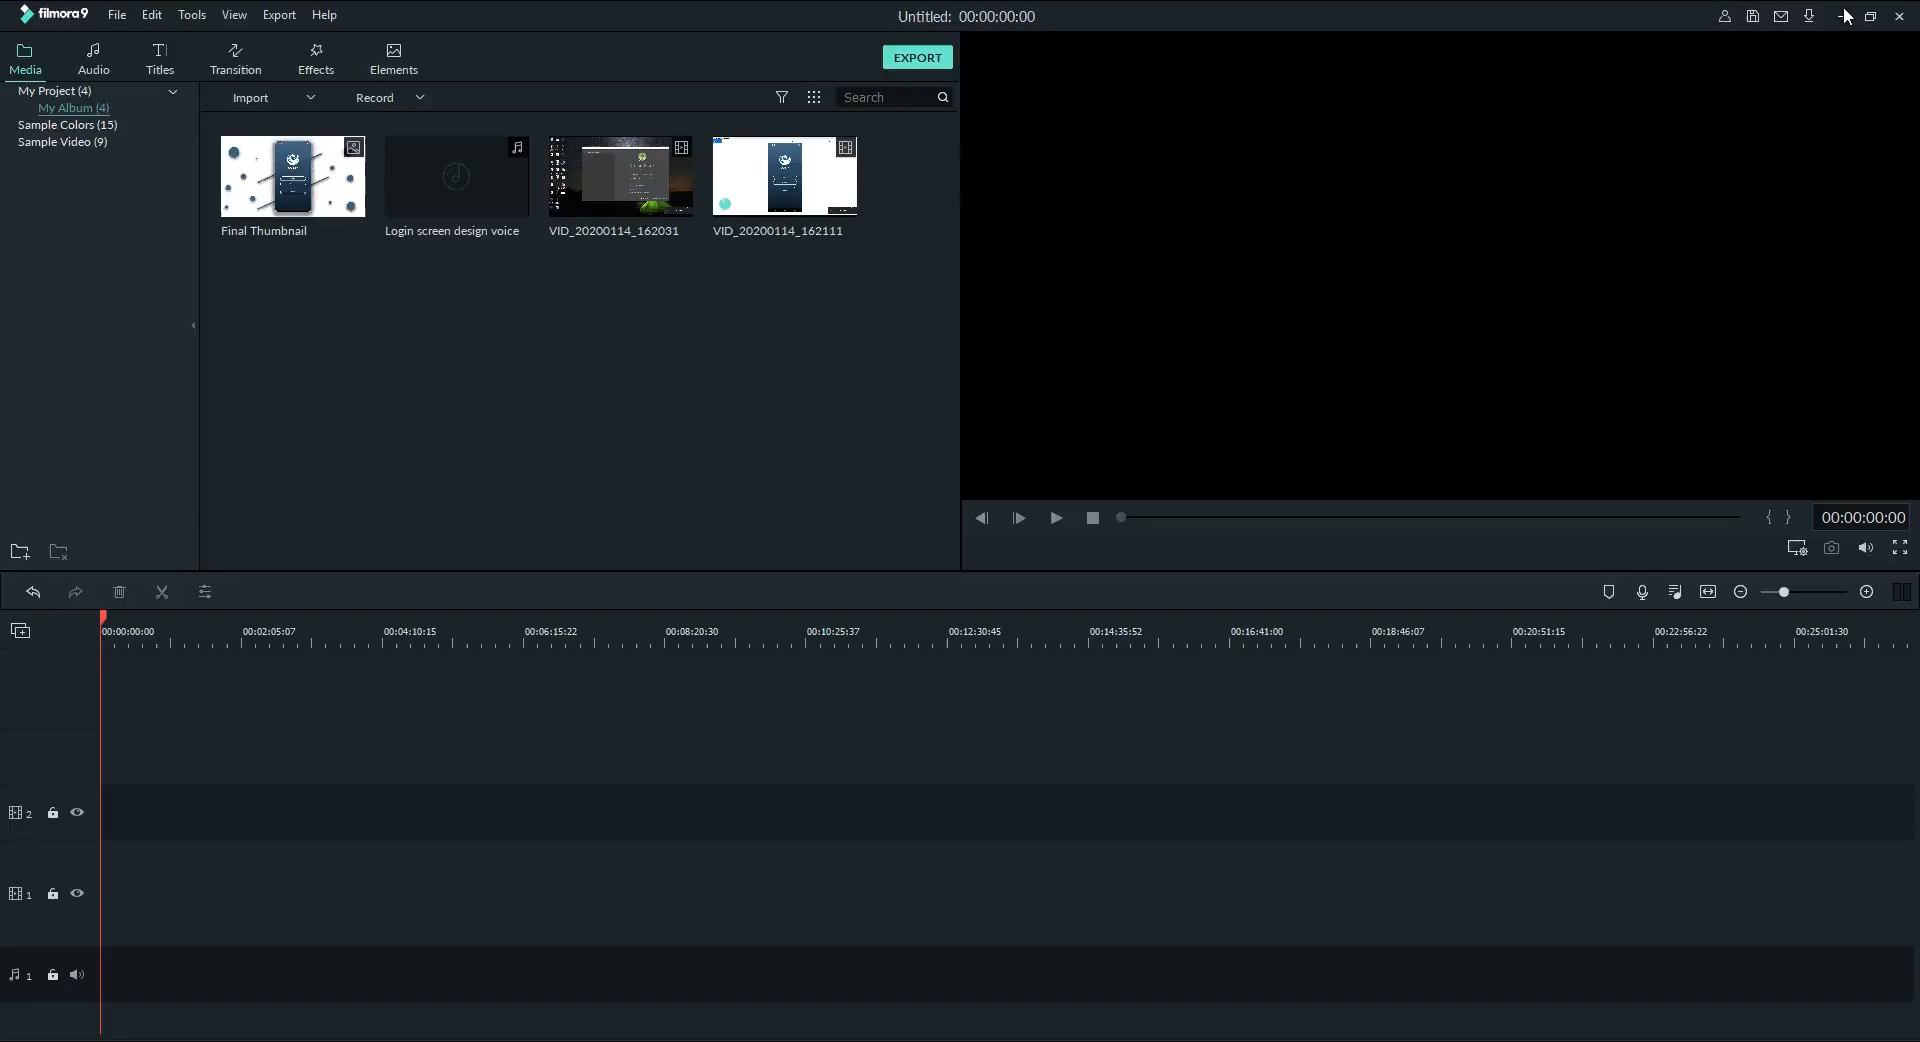 filmora9 File Edit Tools View Export Help
Untitled: 00:00:00:00
Media Audio Titles Transition Effects Elements
EXPORT
My Project (4)
My Album (4)
Sample Colors (15)
Sample Video (9)
Import Record Search
Final Thumbnail
Login screen design voice
VID_20200114_162031
VID_20200114_162111
{ } 00:00:00:00
00:00:00:00 00:02:05:07 00:04:10:15 00:06:15:22 00:08:20:30 00:10:25:37 00:12:30:45 00:14:35:52 00:16:41:00 00:18:46:07 00:20:51:15 00:22:56:22 00:25:01:30
2
1
1